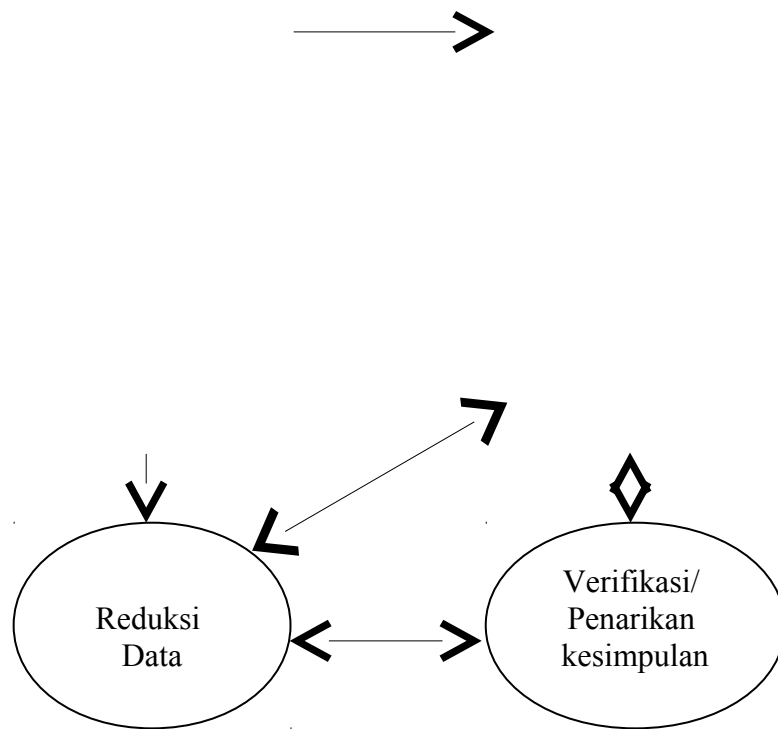 Reduksi
Data
Verifikasi/
Penarikan
kesimpulan